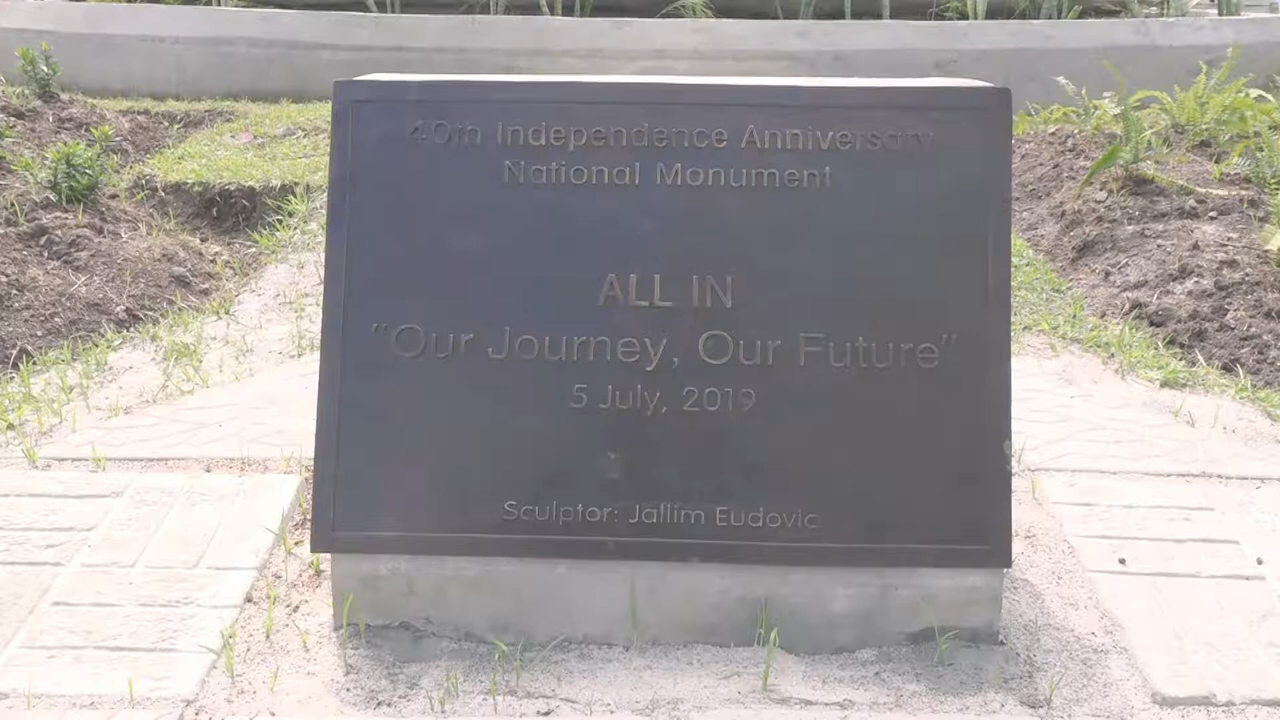 40th Independence Anniversary
National Monument
ALL IN
"Our Journey, Our Future"
5 July, 2019
Sculptor: Jallim Eudovic